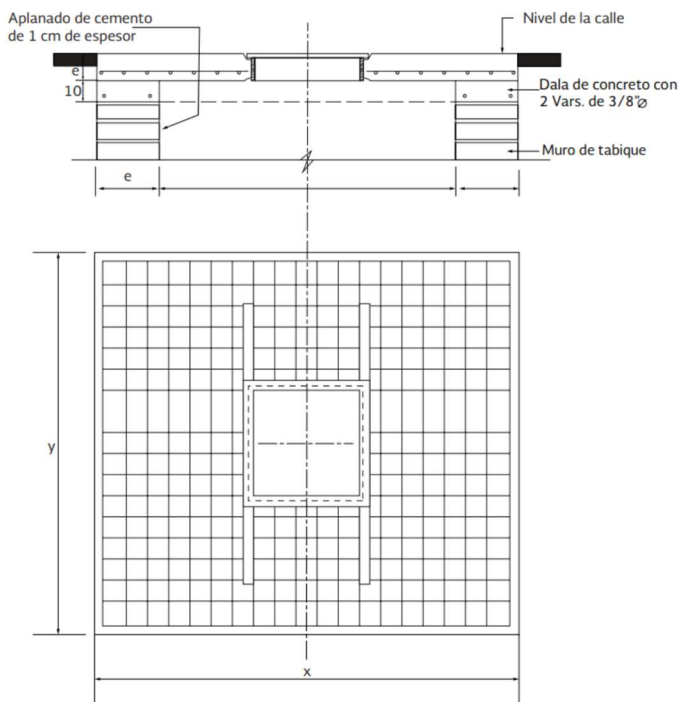 Aplanado de cemento
de 1 cm de espesor
Nivel de la calle
e
10
Dala de concreto con
2 Vars. de 3/8"⌀
Muro de tabique
e
y
x